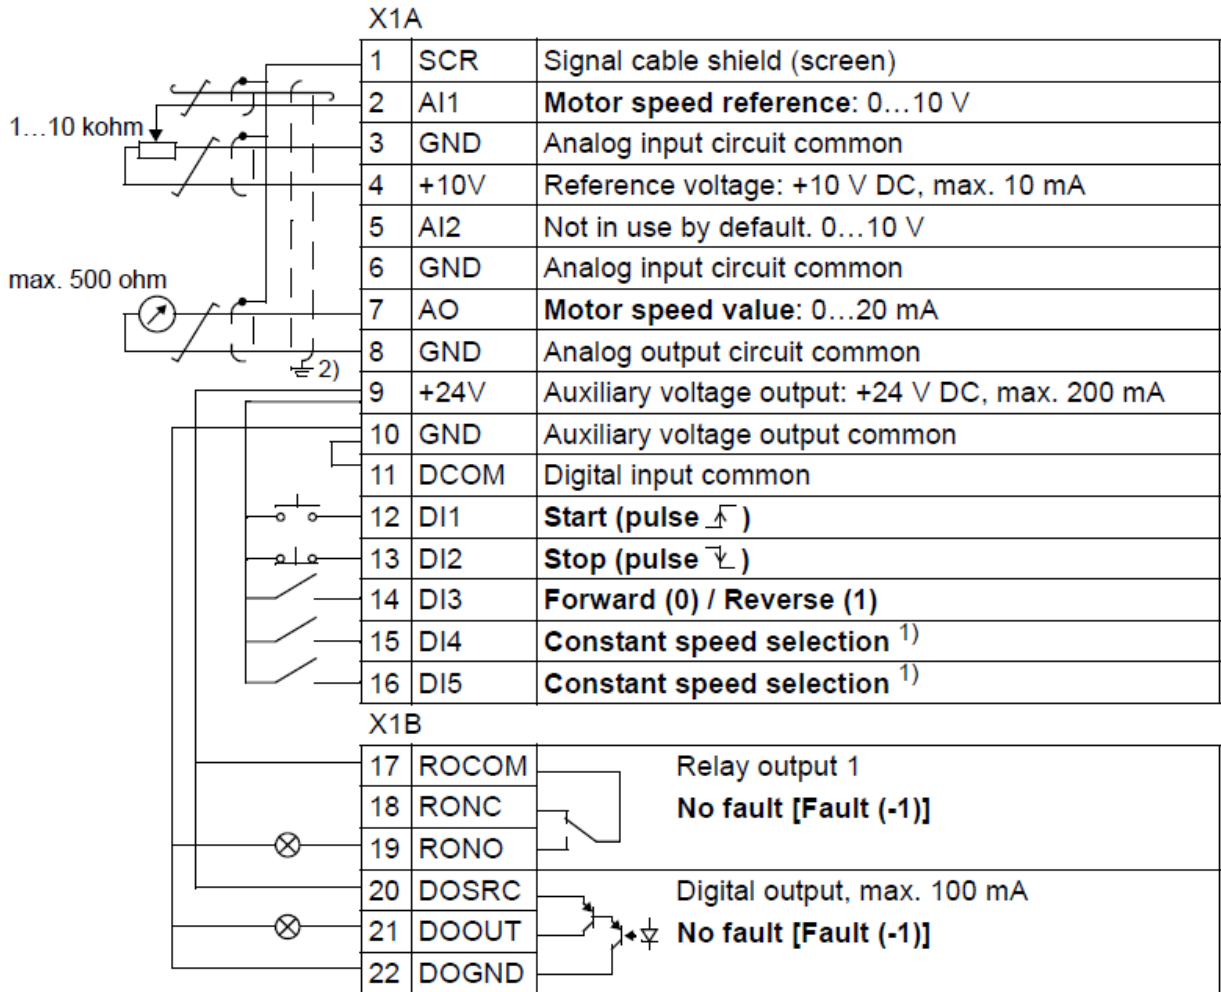 X1A
1 SCR Signal cable shield (screen)
2 AI1 Motor speed reference: 0…10 V
1…10 kohm
3 GND Analog input circuit common
4 +10V Reference voltage: +10 V DC, max. 10 mA
5 AI2 Not in use by default. 0…10 V
6 GND Analog input circuit common
max. 500 ohm
7 AO Motor speed value: 0…20 mA
8 GND Analog output circuit common
2)
9 +24V Auxiliary voltage output: +24 V DC, max. 200 mA
10 GND Auxiliary voltage output common
11 DCOM Digital input common
12 DI1 Start (pulse )
13 DI2 Stop (pulse )
14 DI3 Forward (0) / Reverse (1)
15 DI4 Constant speed selection 1)
16 DI5 Constant speed selection 1)
X1B
17 ROCOM Relay output 1
18 RONC No fault [Fault (-1)]
19 RONO
20 DOSRC Digital output, max. 100 mA
21 DOOUT No fault [Fault (-1)]
22 DOGND